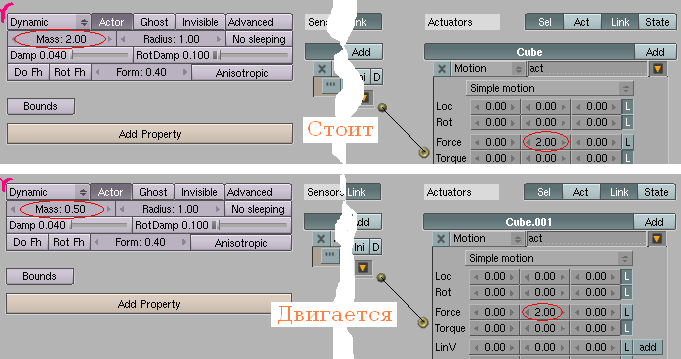 Dynamic Actor Ghost Invisible Advanced Sensors Link Actuators Sel Act Link State
Mass: 2.00 Radius: 1.00 No sleeping
Damp 0.040 RotDamp 0.100 Add Cube Add
Do Fh Rot Fh Form: 0.40 Anisotropic X Ini D X Motion act
... Simple motion
Bounds Loc 0.00 0.00 0.00 L
Rot 0.00 0.00 0.00 L
Add Property Стоит Force 0.00 2.00 0.00 L
Torque 0.00 0.00 0.00 L
Dynamic Actor Ghost Invisible Advanced Sensors Link Actuators Sel Act Link State
Mass: 0.50 Radius: 1.00 No sleeping
Damp 0.040 RotDamp 0.100 Add Cube.001 Add
Do Fh Rot Fh Form: 0.40 Anisotropic X Ini D X Motion act
... Simple motion
Bounds Loc 0.00 0.00 0.00 L
Rot 0.00 0.00 0.00 L
Add Property Двигается Force 0.00 2.00 0.00 L
Torque 0.00 0.00 0.00 L
LinV 0.00 0.00 0.00 L add